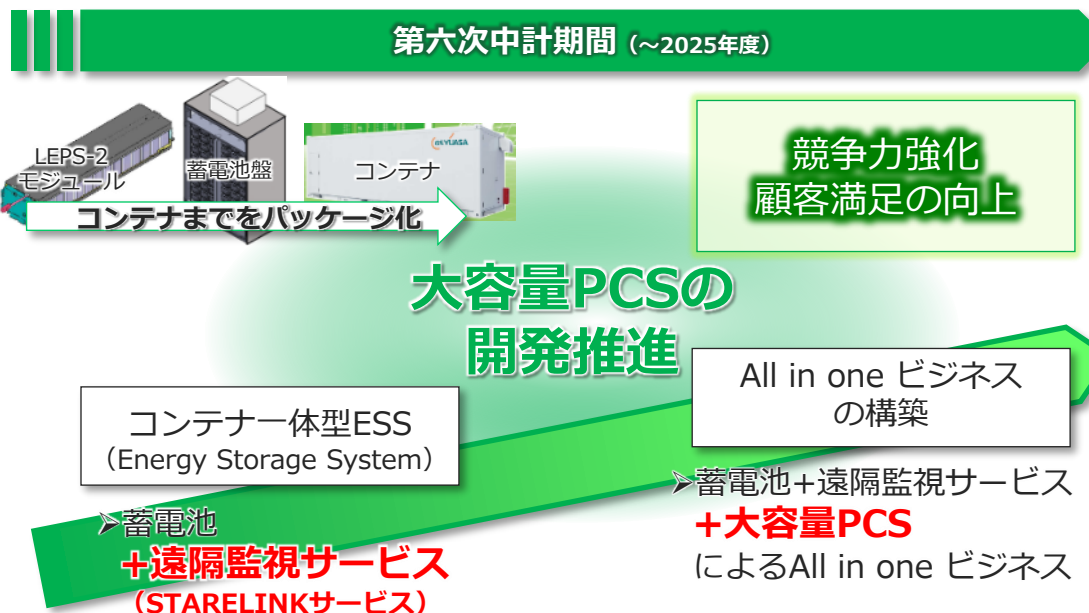 第六次中計期間（～2025年度）
LEPS-2
モジュール
蓄電池盤
GSYUASA
コンテナ
コンテナまでをパッケージ化
競争力強化
顧客満足の向上
大容量PCSの
開発推進
コンテナ一体型ESS
（Energy Storage System）
➢蓄電池
+遠隔監視サービス
（STARELINKサービス）
All in one ビジネス
の構築
➢蓄電池+遠隔監視サービス
+大容量PCS
によるAll in one ビジネス